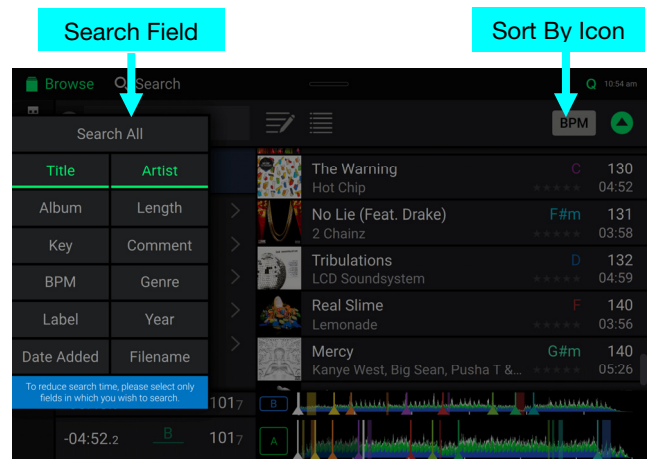 Search Field
Sort By Icon
Browse
Search
Q
10:54 am
BPM
Search All
Title
Artist
Album
Length
Key
Comment
BPM
Genre
Label
Year
Date Added
Filename
To reduce search time, please select only
fields in which you wish to search.
The Warning
C
130
Hot Chip
04:52
No Lie (Feat. Drake)
F#m
131
2 Chainz
03:58
Tribulations
D
132
LCD Soundsystem
04:59
Real Slime
F
140
Lemonade
03:56
Mercy
G#m
140
Kanye West, Big Sean, Pusha T &...
05:26
1017
B
-04:52.2
B
1017
A